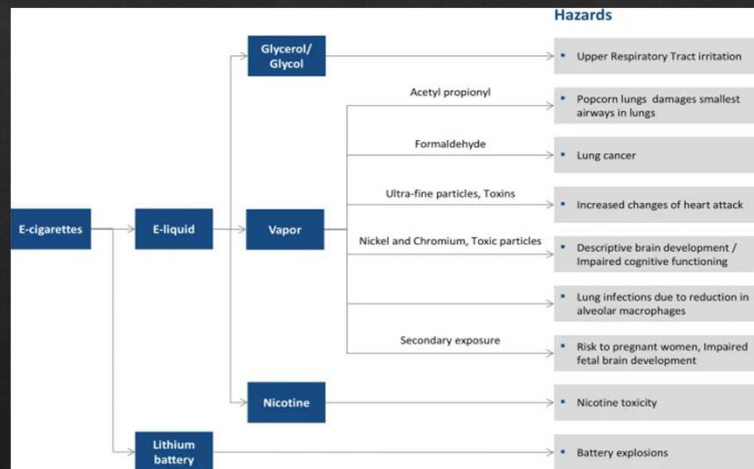 Hazards
Glycerol/
Glycol
▪ Upper Respiratory Tract irritation
Acetyl propionyl
▪ Popcorn lungs damages smallest
airways in lungs
Formaldehyde
▪ Lung cancer
Ultra-fine particles, Toxins
▪ Increased changes of heart attack
E-cigarettes
E-liquid
Vapor
Nickel and Chromium, Toxic particles
▪ Descriptive brain development /
Impaired cognitive functioning
▪ Lung infections due to reduction in
alveolar macrophages
Secondary exposure
▪ Risk to pregnant women, Impaired
fetal brain development
Nicotine
▪ Nicotine toxicity
Lithium
battery
▪ Battery explosions